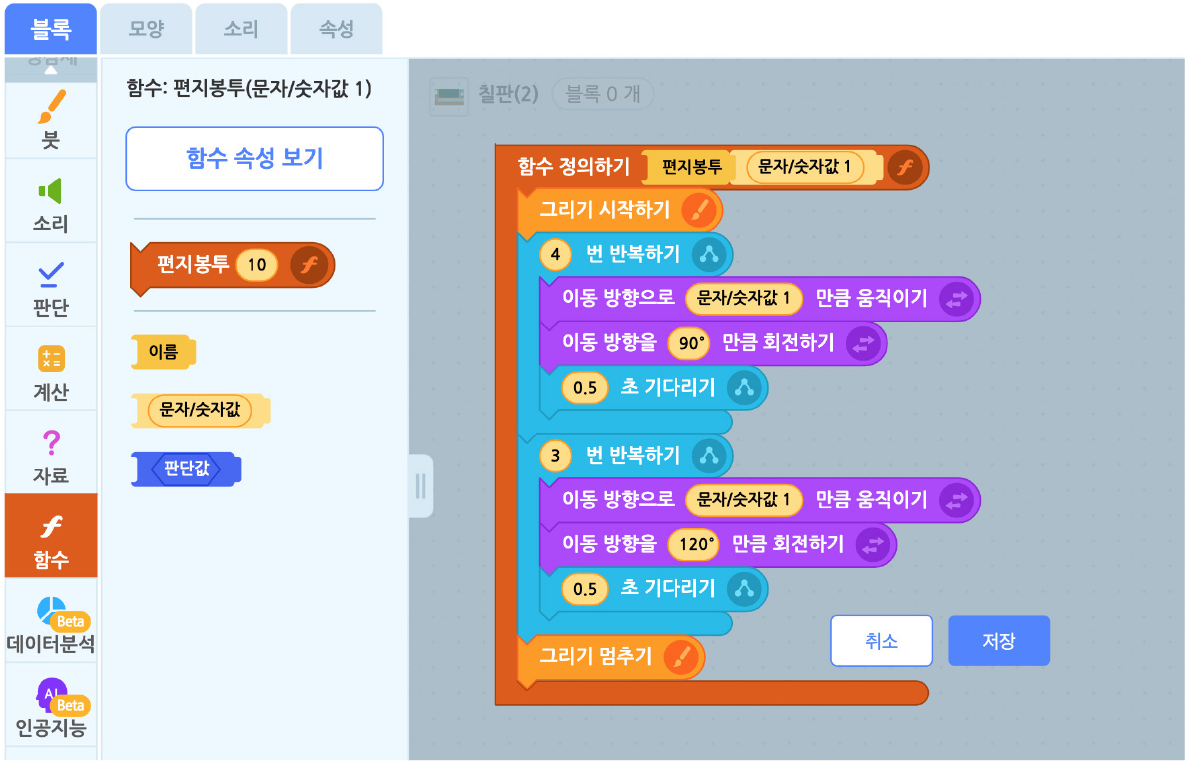 블록
모양
소리
속성
붓
소리
판단
계산
자료
함수
Beta
데이터분석
AI
Beta
인공지능
함수: 편지봉투(문자/숫자값 1)
함수 속성 보기
편지봉투 10
이름
문자/숫자값
판단값
칠판(2) 블록 0 개
함수 정의하기 편지봉투 문자/숫자값 1
그리기 시작하기
4 번 반복하기
이동 방향으로 문자/숫자값 1 만큼 움직이기
이동 방향을 90° 만큼 회전하기
0.5 초 기다리기
3 번 반복하기
이동 방향으로 문자/숫자값 1 만큼 움직이기
이동 방향을 120° 만큼 회전하기
0.5 초 기다리기
그리기 멈추기
취소
저장